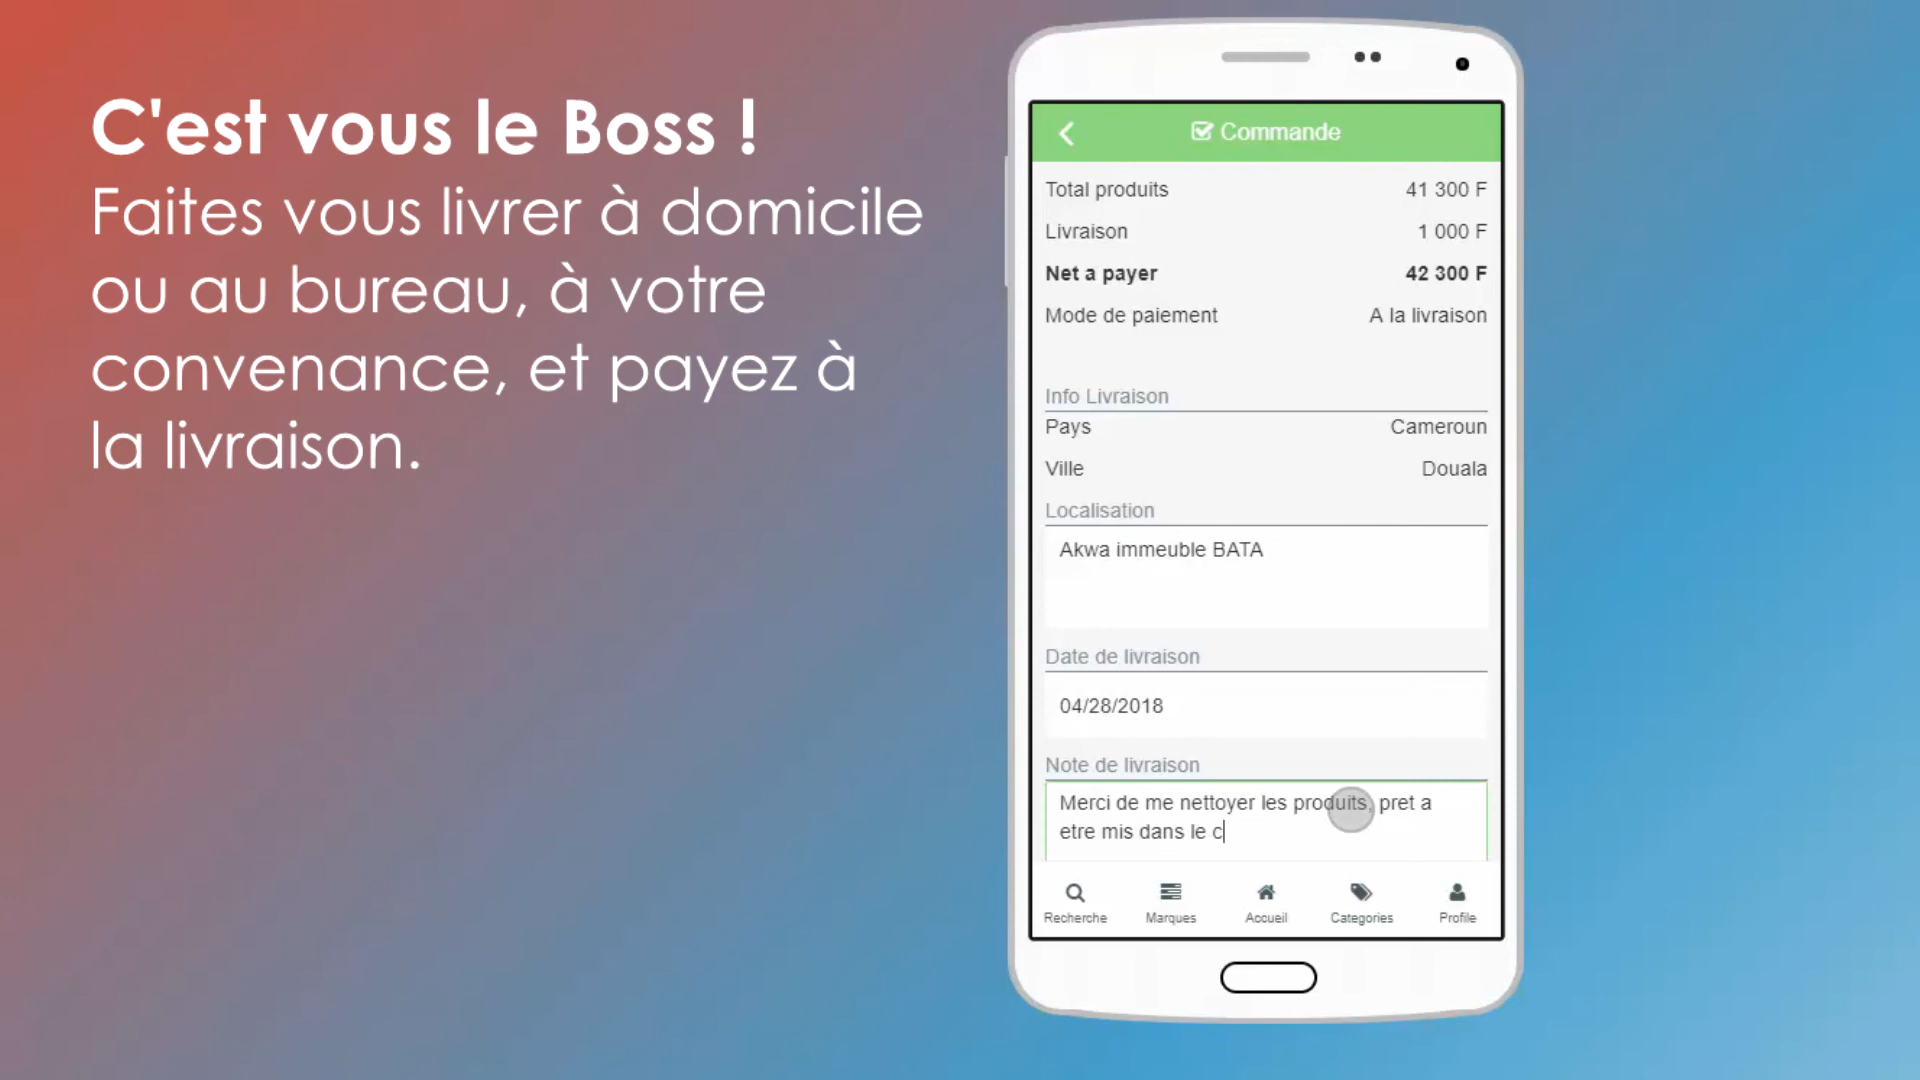 C'est vous le Boss !
Faites vous livrer à domicile
ou au bureau, à votre
convenance, et payez à
la livraison.
Commande
Total produits 41 300 F
Livraison 1 000 F
Net a payer 42 300 F
Mode de paiement A la livraison
Info Livraison
Pays Cameroun
Ville Douala
Localisation
Akwa immeuble BATA
Date de livraison
04/28/2018
Note de livraison
Merci de me nettoyer les produits, pret a
etre mis dans le c
Recherche Marques Accueil Categories Profile